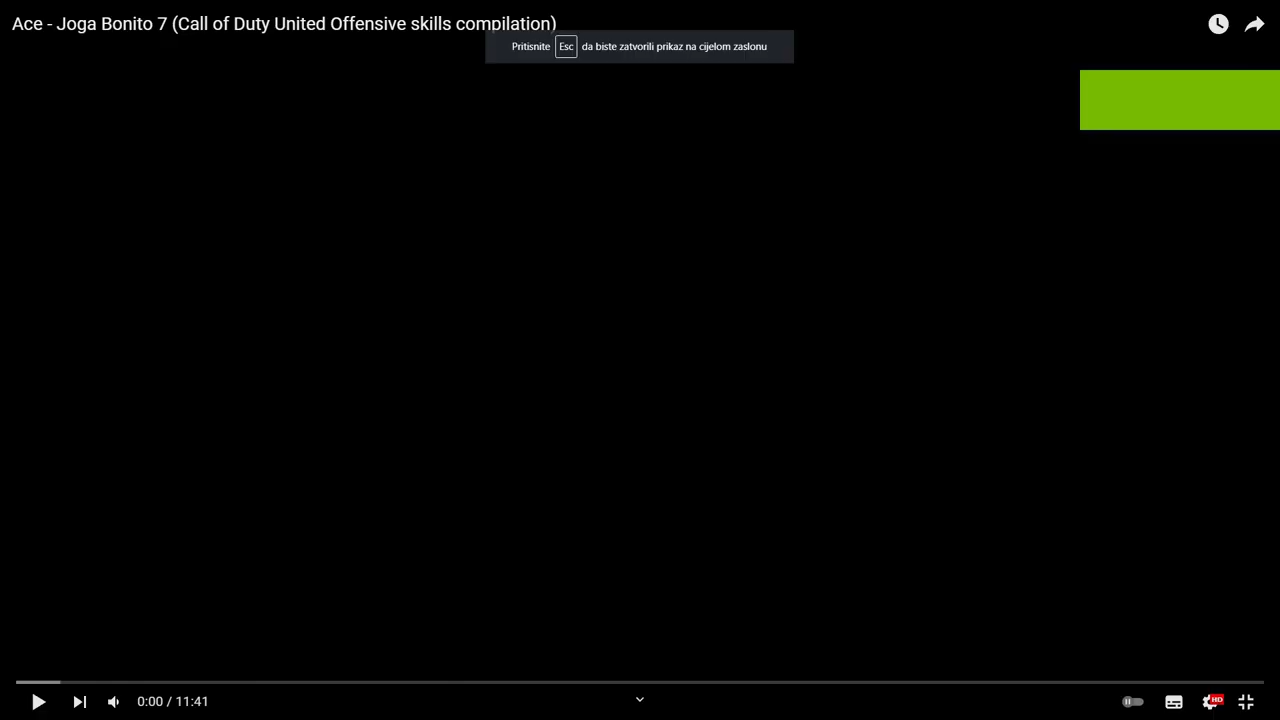 Ace - Joga Bonito 7 (Call of Duty United Offensive skills compilation)
Pritisnite Esc da biste zatvorili prikaz na cijelom zaslonu
0:00 / 11:41
HD